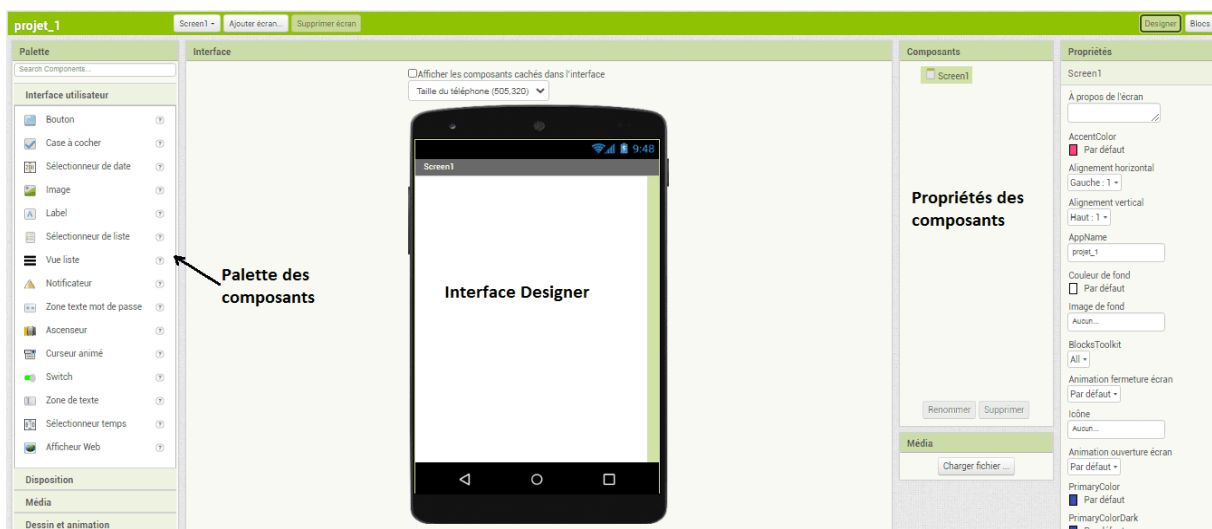 projet_1
Screen1
Ajouter écran...
Supprimer écran
Designer
Blocs
Palette
Search Components...
Interface utilisateur
Bouton
Case à cocher
Sélectionneur de date
Image
Label
Sélectionneur de liste
Vue liste
Notificateur
Zone texte mot de passe
Ascenseur
Curseur animé
Switch
Zone de texte
Sélectionneur temps
Afficheur Web
Disposition
Média
Dessin et animation
Palette des
composants
Interface
Afficher les composants cachés dans l'interface
Taille du téléphone (505,320)
9:48
Screen1
Interface Designer
Composants
Screen1
Propriétés des
composants
Renommer
Supprimer
Média
Charger fichier ...
Propriétés
Screen1
À propos de l'écran
AccentColor
Par défaut
Alignement horizontal
Gauche : 1
Alignement vertical
Haut : 1
AppName
projet_1
Couleur de fond
Par défaut
Image de fond
Aucun...
BlocksToolkit
All
Animation fermeture écran
Par défaut
Icône
Aucun...
Animation ouverture écran
Par défaut
PrimaryColor
Par défaut
PrimaryColorDark